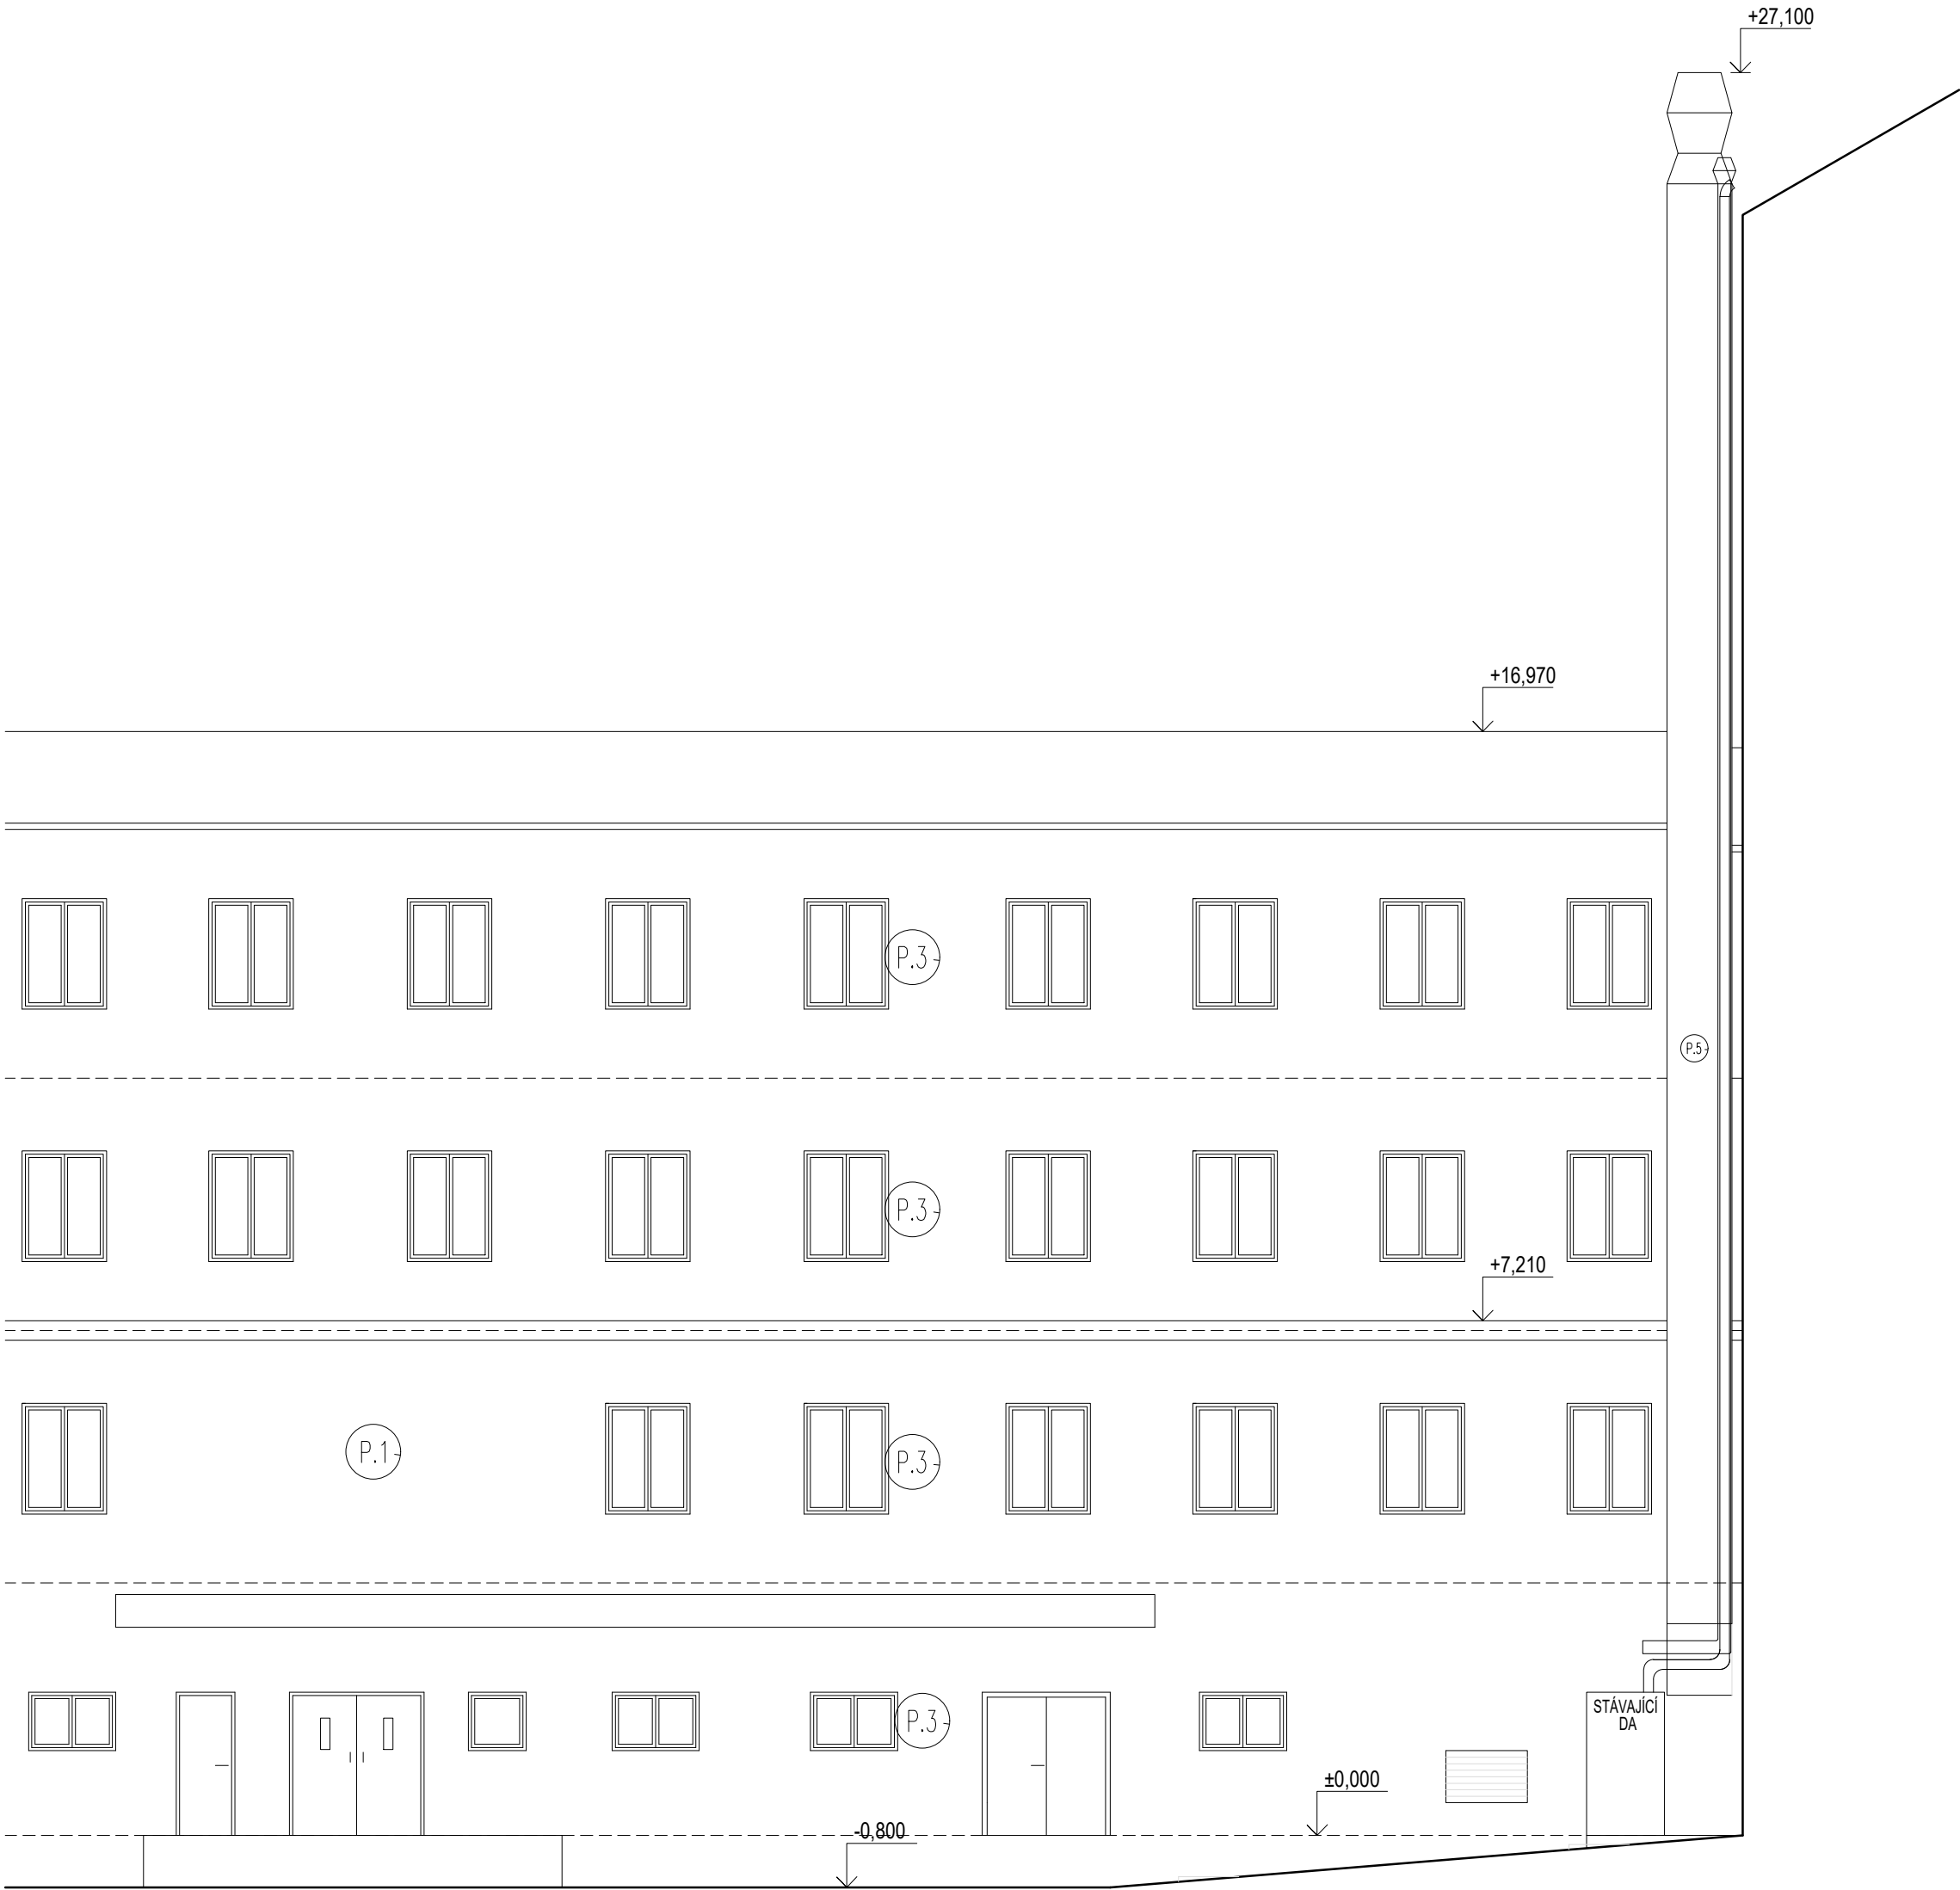 +27,100
+16,970
P.3
P.5
P.3
+7,210
P.1
P.3
STÁVAJÍCÍ
DA
P.3
±0,000
-0,800